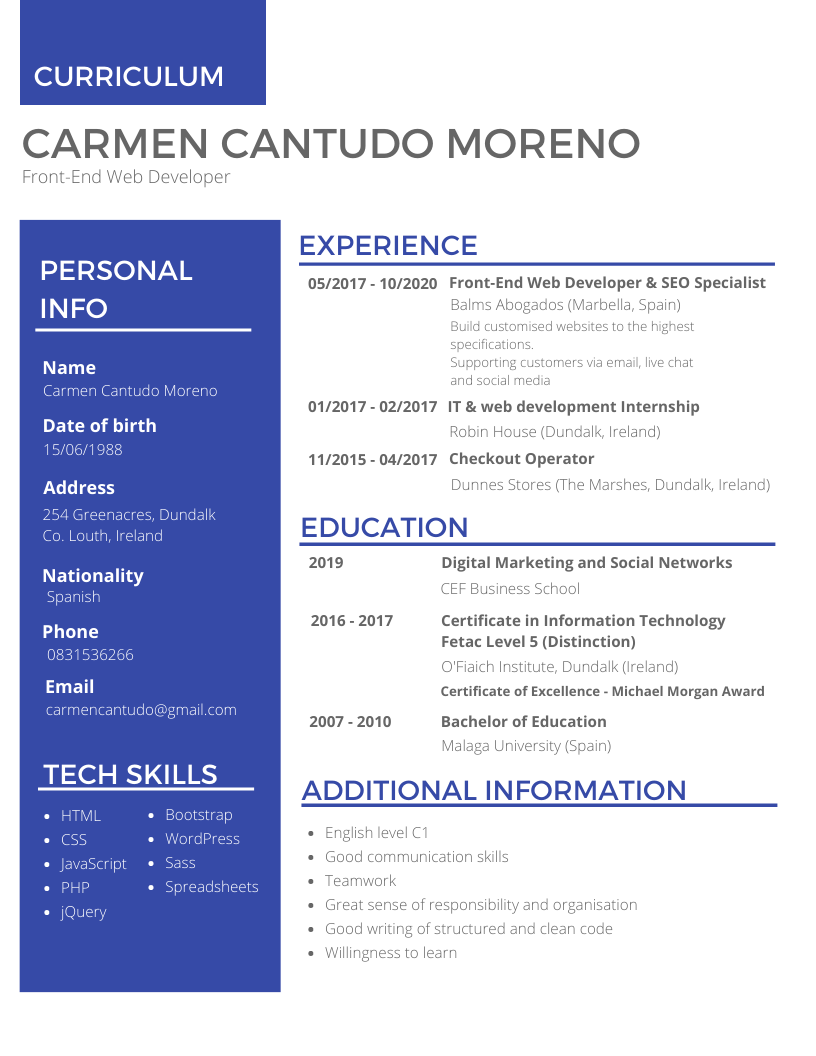 CURRICULUM
CARMEN CANTUDO MORENO
Front-End Web Developer
PERSONAL
INFO
Name
Carmen Cantudo Moreno
Date of birth
15/06/1988
Address
254 Greenacres, Dundalk
Co. Louth, Ireland
Nationality
Spanish
Phone
0831536266
Email
carmencantudo@gmail.com
TECH SKILLS
HTML
CSS
JavaScript
PHP
jQuery
Bootstrap
WordPress
Sass
Spreadsheets
EXPERIENCE
05/2017 - 10/2020 Front-End Web Developer & SEO Specialist
Balms Abogados (Marbella, Spain)
Build customised websites to the highest
specifications.
Supporting customers via email, live chat
and social media
01/2017 - 02/2017 IT & web development Internship
Robin House (Dundalk, Ireland)
11/2015 - 04/2017 Checkout Operator
Dunnes Stores (The Marshes, Dundalk, Ireland)
EDUCATION
2019 Digital Marketing and Social Networks
CEF Business School
2016 - 2017 Certificate in Information Technology
Fetac Level 5 (Distinction)
O'Fiaich Institute, Dundalk (Ireland)
Certificate of Excellence - Michael Morgan Award
2007 - 2010 Bachelor of Education
Malaga University (Spain)
ADDITIONAL INFORMATION
English level C1
Good communication skills
Teamwork
Great sense of responsibility and organisation
Good writing of structured and clean code
Willingness to learn